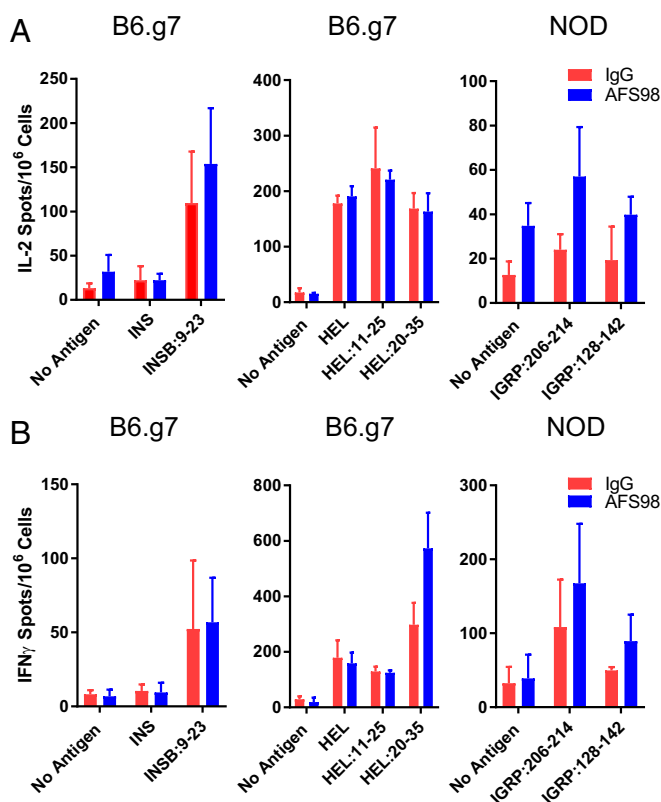 A
B6.g7
B6.g7
NOD
IL-2 Spots/10⁶ Cells
250
200
150
100
50
0
No Antigen
INS
INSB:9-23
400
300
200
100
0
No Antigen
HEL
HEL:11-25
HEL:20-35
100
80
60
40
20
0
No Antigen
IGRP:206-214
IGRP:128-142
IgG
AFS98
B
B6.g7
B6.g7
NOD
IFNγ Spots/10⁶ Cells
150
100
50
0
No Antigen
INS
INSB:9-23
800
600
400
200
0
No Antigen
HEL
HEL:11-25
HEL:20-35
300
200
100
0
No Antigen
IGRP:206-214
IGRP:128-142
IgG
AFS98